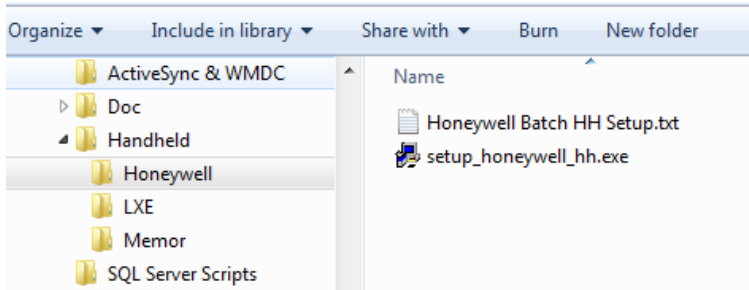 Organize Include in library Share with Burn New folder
ActiveSync & WMDC
Doc
Handheld
Honeywell
LXE
Memor
SQL Server Scripts
Name
Honeywell Batch HH Setup.txt
setup_honeywell_hh.exe